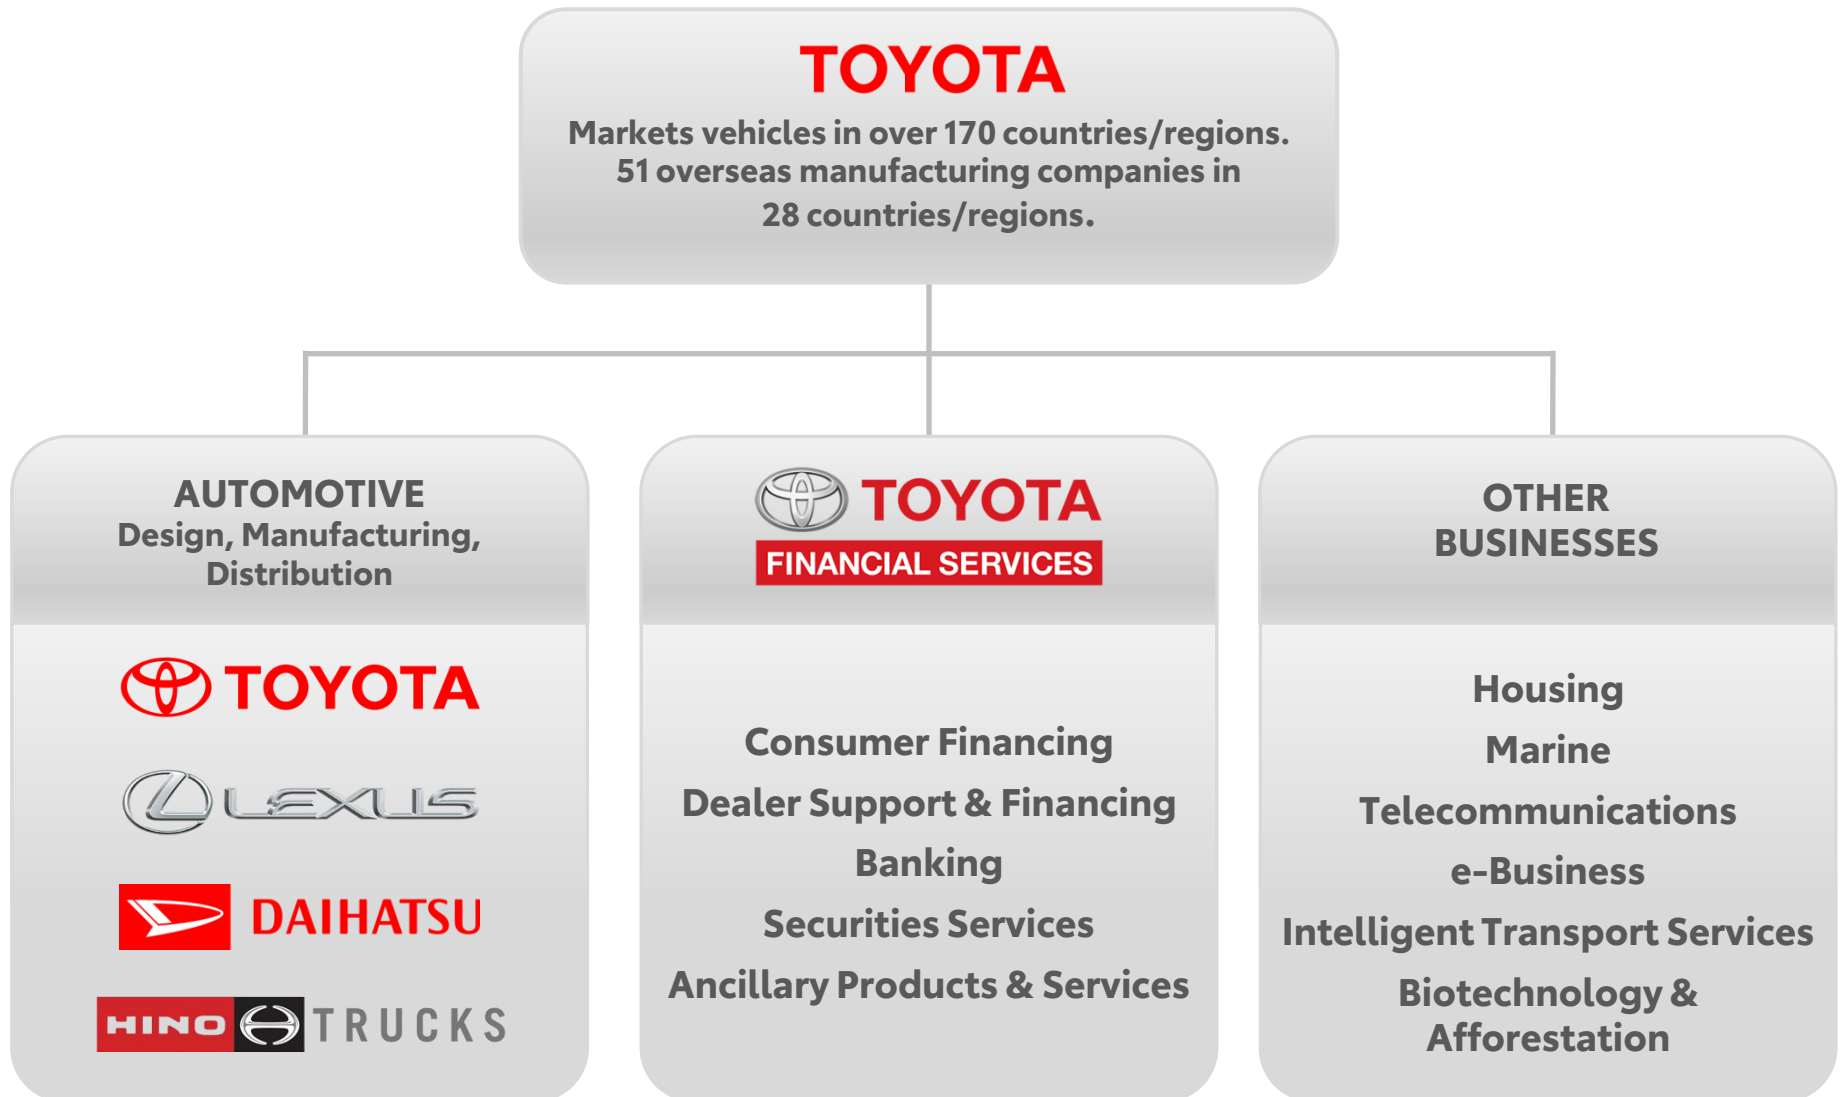 TOYOTA
Markets vehicles in over 170 countries/regions.
51 overseas manufacturing companies in
28 countries/regions.
AUTOMOTIVE
Design, Manufacturing,
Distribution
TOYOTA
LEXUS
DAIHATSU
HINO TRUCKS
TOYOTA
FINANCIAL SERVICES
Consumer Financing
Dealer Support & Financing
Banking
Securities Services
Ancillary Products & Services
OTHER
BUSINESSES
Housing
Marine
Telecommunications
e-Business
Intelligent Transport Services
Biotechnology &
Afforestation